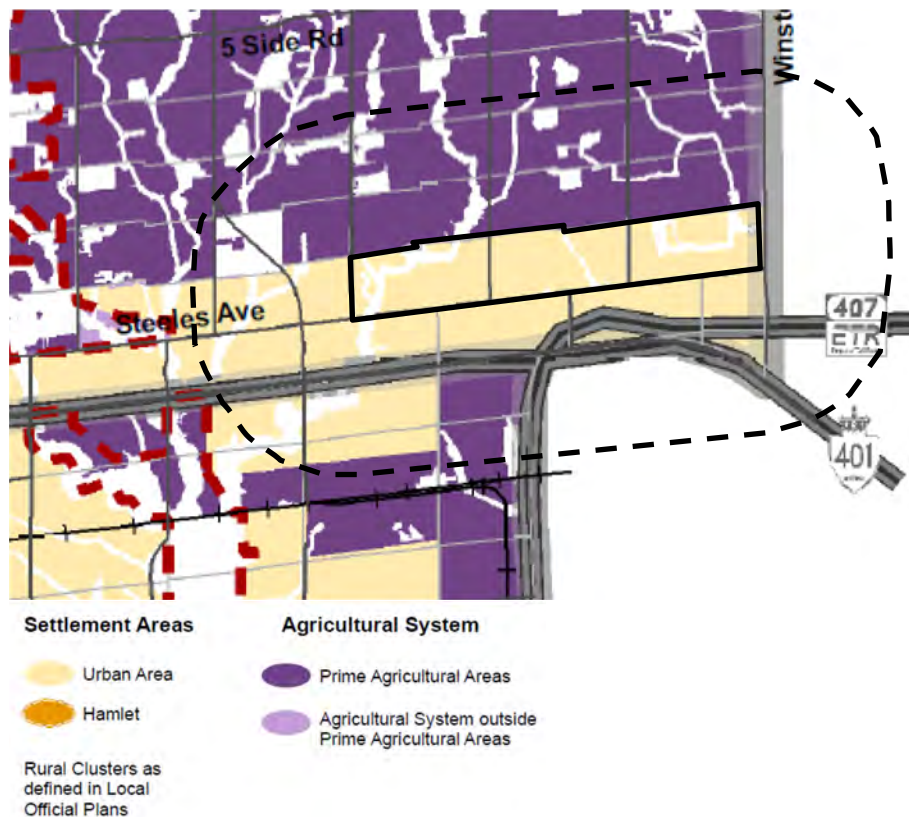 5 Side Rd
Winst
Steeles Ave
407
ETR
401
Settlement Areas
Urban Area
Hamlet
Rural Clusters as
defined in Local
Official Plans
Agricultural System
Prime Agricultural Areas
Agricultural System outside
Prime Agricultural Areas